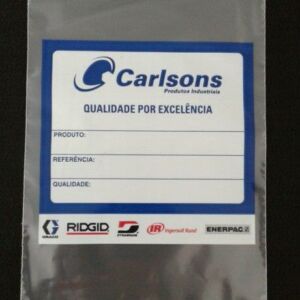 Carlsons
Produtos Industriais
QUALIDADE POR EXCELÊNCIA
PRODUTO:
REFERÊNCIA:
QUALIDADE:
GRACO RIDGID DYNABRADE IR Ingersoll Rand ENERPAC